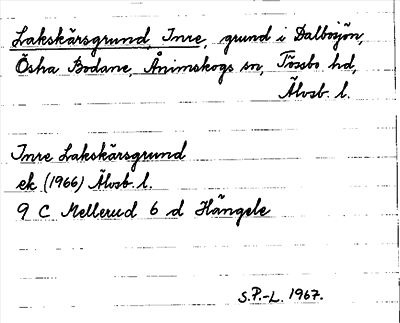 Lakskärsgrund, Inre, grund i Dalbosjön,
Östra Bodane, Ånimskogs sn, Tössbo hd,
Älvsb. l.
Inre Lakskärsgrund
ek (1966) Älvsb. l.
9 C Mellerud 6 d Hängele
S.P.-L. 1967.